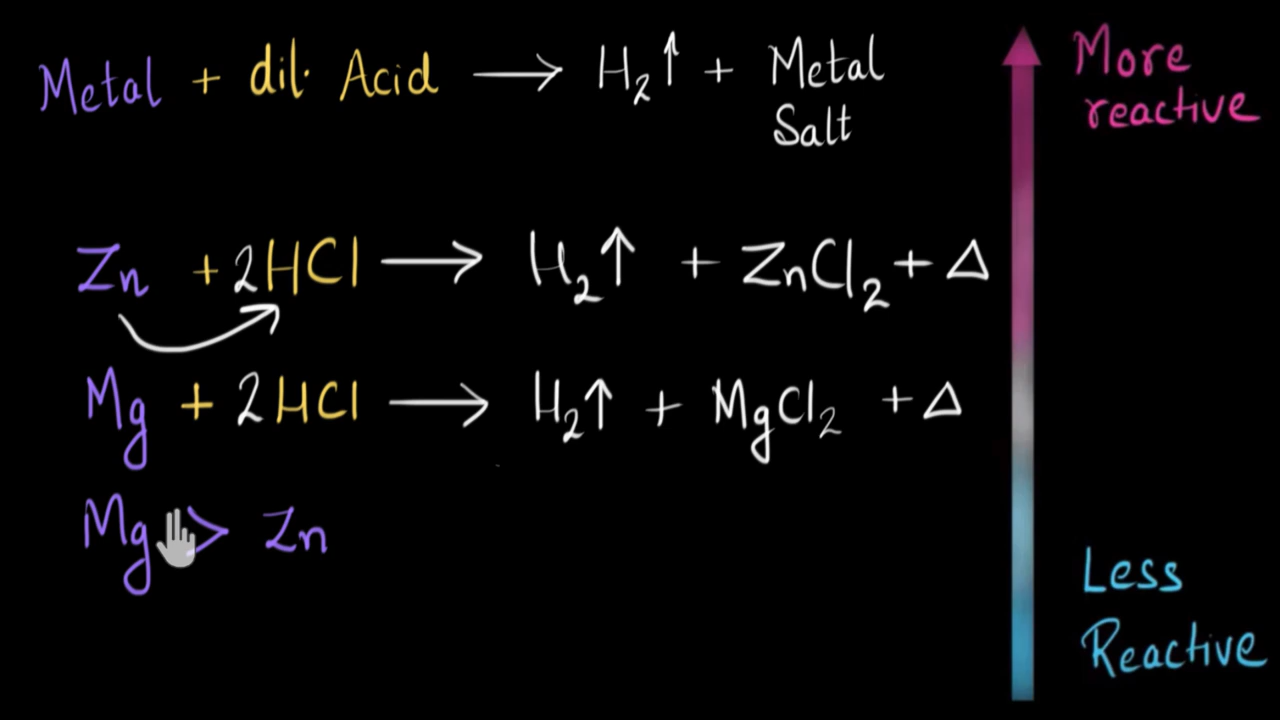 Metal + dil. Acid → H₂↑ + Metal Salt
Zn + 2HCl → H₂↑ + ZnCl₂ + Δ
Mg + 2HCl → H₂↑ + MgCl₂ + Δ
Mg > Zn
More
reactive
Less
Reactive